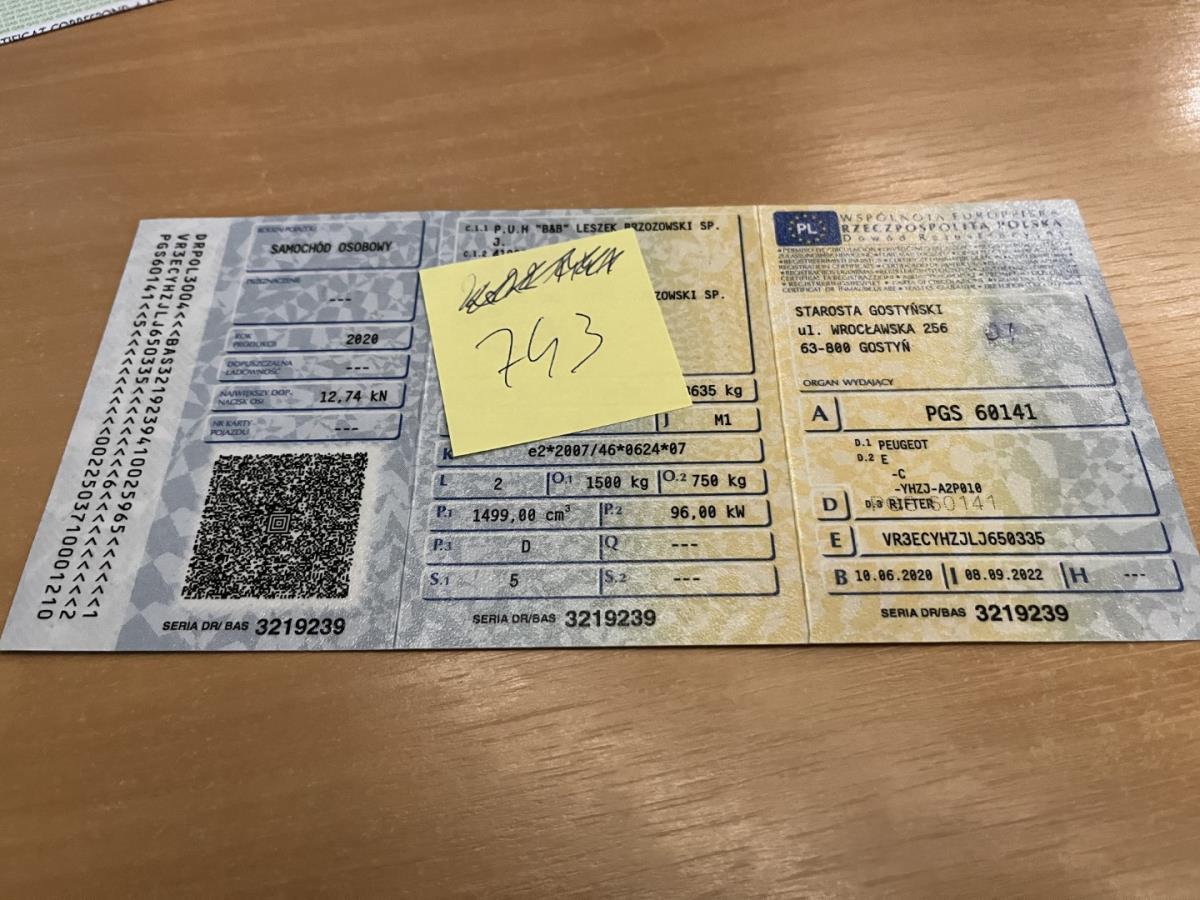 TIFICAT CORRESPOND
DRPOL3004<<BAS3219239410025965<<<<<<1
RODZAJ POJAZDU
SAMOCHÓD OSOBOWY
PRZEZNACZENIE
---
ROK PRODUKCJI 2020
DOPUSZCZALNA ŁADOWNOŚĆ ---
NAJWIĘKSZY DOP. NACISK OSI 12,74 kN
NR KARTY POJAZDU ---
SERIA DR/BAS 3219239
C.1.1 P.U.H "B&B" LESZEK BRZOZOWSKI SP.
J.
C.1.2
ZOWSKI SP.
743
635 kg
J M1
K e2*2007/46*0624*07
L 2 O.1 1500 kg O.2 750 kg
P.1 1499,00 cm³ P.2 96,00 kW
P.3 D Q ---
S.1 5 S.2 ---
SERIA DR/BAS 3219239
PL
WSPÓLNOTA EUROPEJSKA
RZECZPOSPOLITA POLSKA
STAROSTA GOSTYŃSKI
ul. WROCŁAWSKA 256
63-800 GOSTYŃ
ORGAN WYDAJĄCY
A PGS 60141
D.1 PEUGEOT
D.2 E
-C
-YHZJ-A2P010
D D.3 RIFTER
E VR3ECYHZJLJ650335
B 10.06.2020 I 08.09.2022 H ---
SERIA DR/BAS 3219239